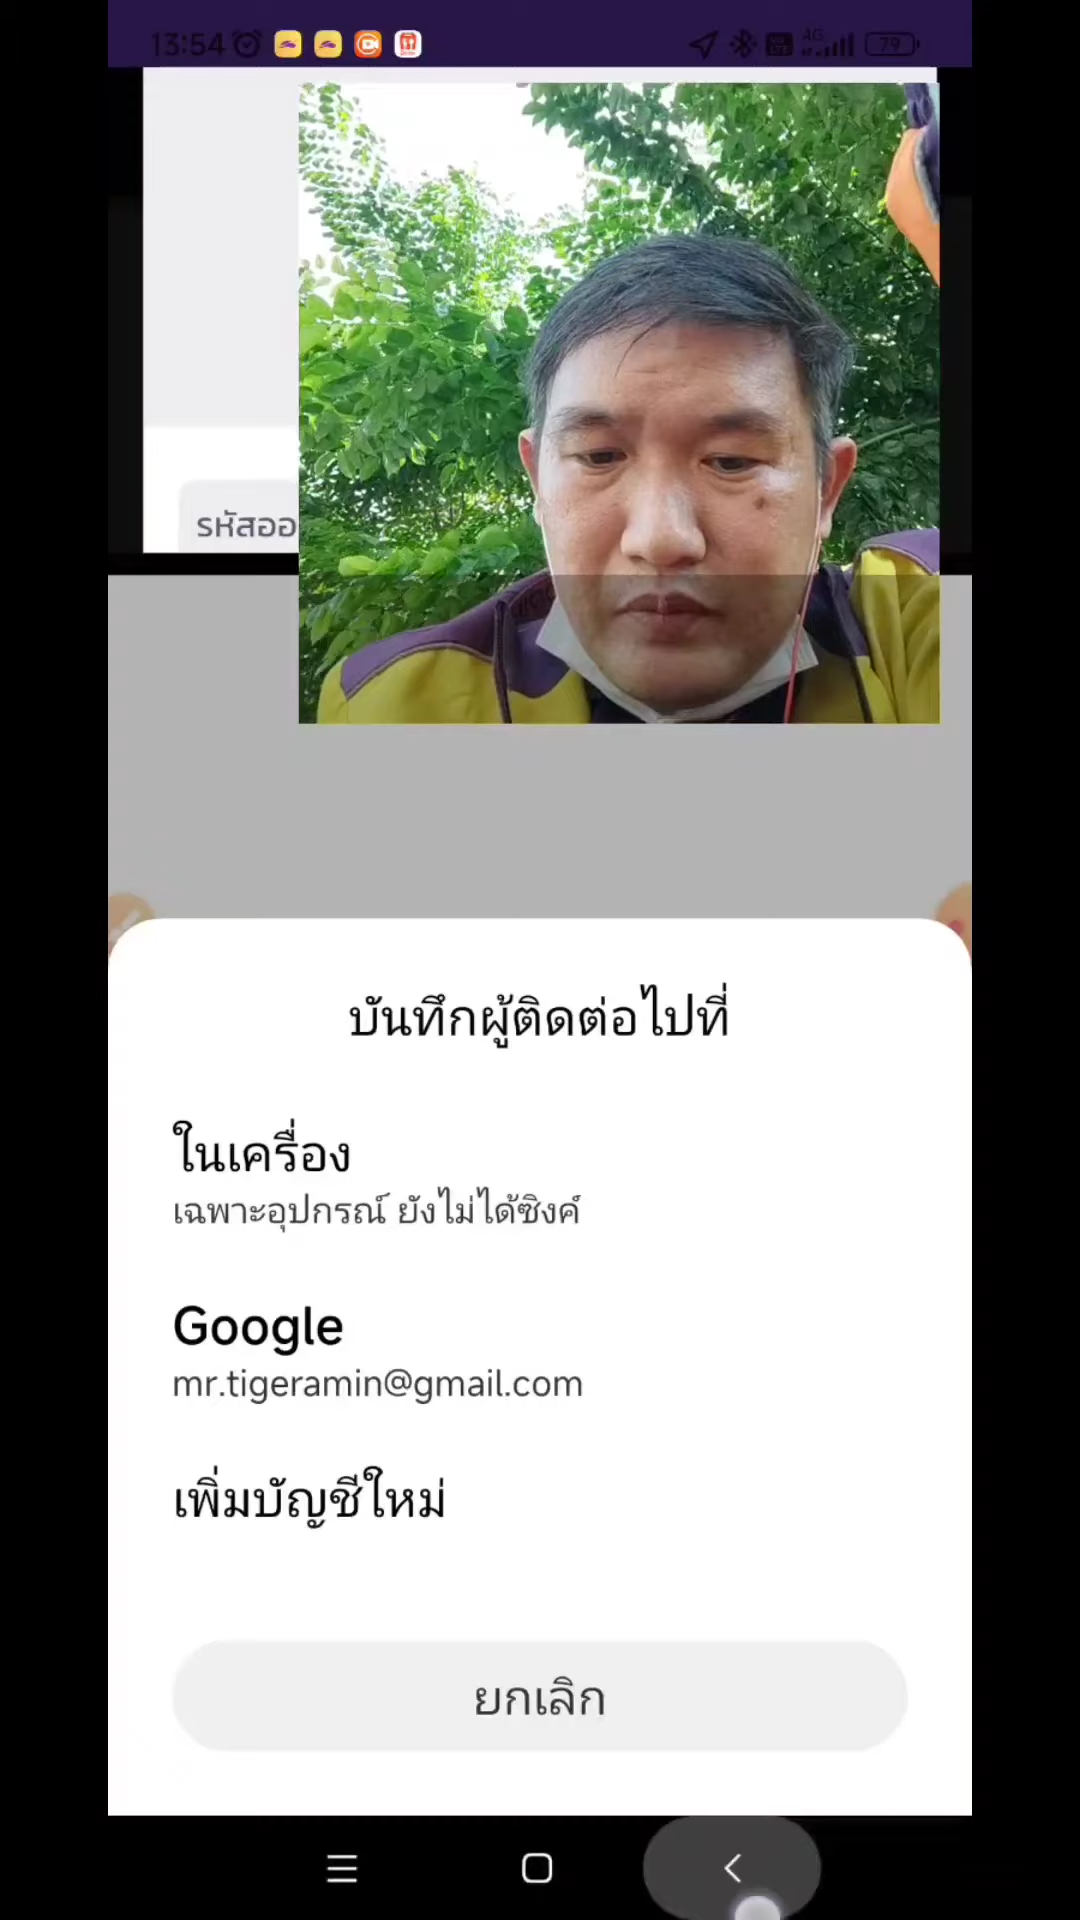 13:54
4G
79
รหัสออ
บันทึกผู้ติดต่อไปที่
ในเครื่อง
เฉพาะอุปกรณ์ ยังไม่ได้ซิงค์
Google
mr.tigeramin@gmail.com
เพิ่มบัญชีใหม่
ยกเลิก